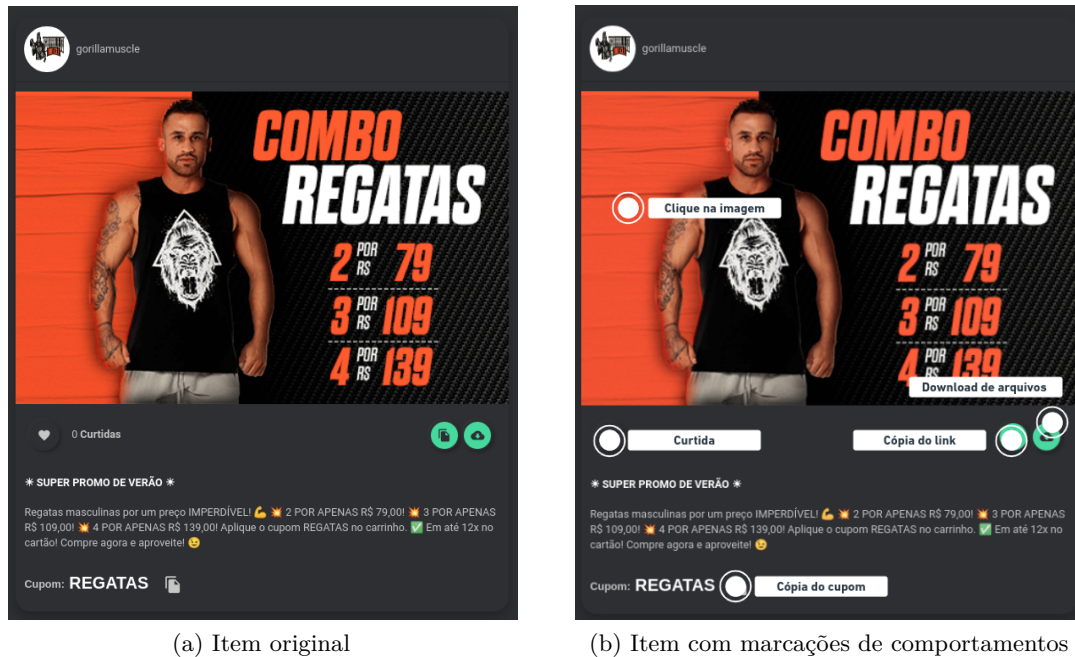 gorillamuscle
COMBO
REGATAS
2 POR R$ 79
3 POR R$ 109
4 POR R$ 139
0 Curtidas
☀ SUPER PROMO DE VERÃO ☀
Regatas masculinas por um preço IMPERDÍVEL! 💪 💥 2 POR APENAS R$ 79,00! 💥 3 POR APENAS
R$ 109,00! 💥 4 POR APENAS R$ 139,00! Aplique o cupom REGATAS no carrinho. ✅ Em até 12x no
cartão! Compre agora e aproveite! 😉
Cupom: REGATAS
(a) Item original
gorillamuscle
COMBO
REGATAS
Clique na imagem
2 POR R$ 79
3 POR R$ 109
4 POR R$ 139
Download de arquivos
Curtida
Cópia do link
☀ SUPER PROMO DE VERÃO ☀
Regatas masculinas por um preço IMPERDÍVEL! 💪 💥 2 POR APENAS R$ 79,00! 💥 3 POR APENAS
R$ 109,00! 💥 4 POR APENAS R$ 139,00! Aplique o cupom REGATAS no carrinho. ✅ Em até 12x no
cartão! Compre agora e aproveite! 😉
Cupom: REGATAS
Cópia do cupom
(b) Item com marcações de comportamentos